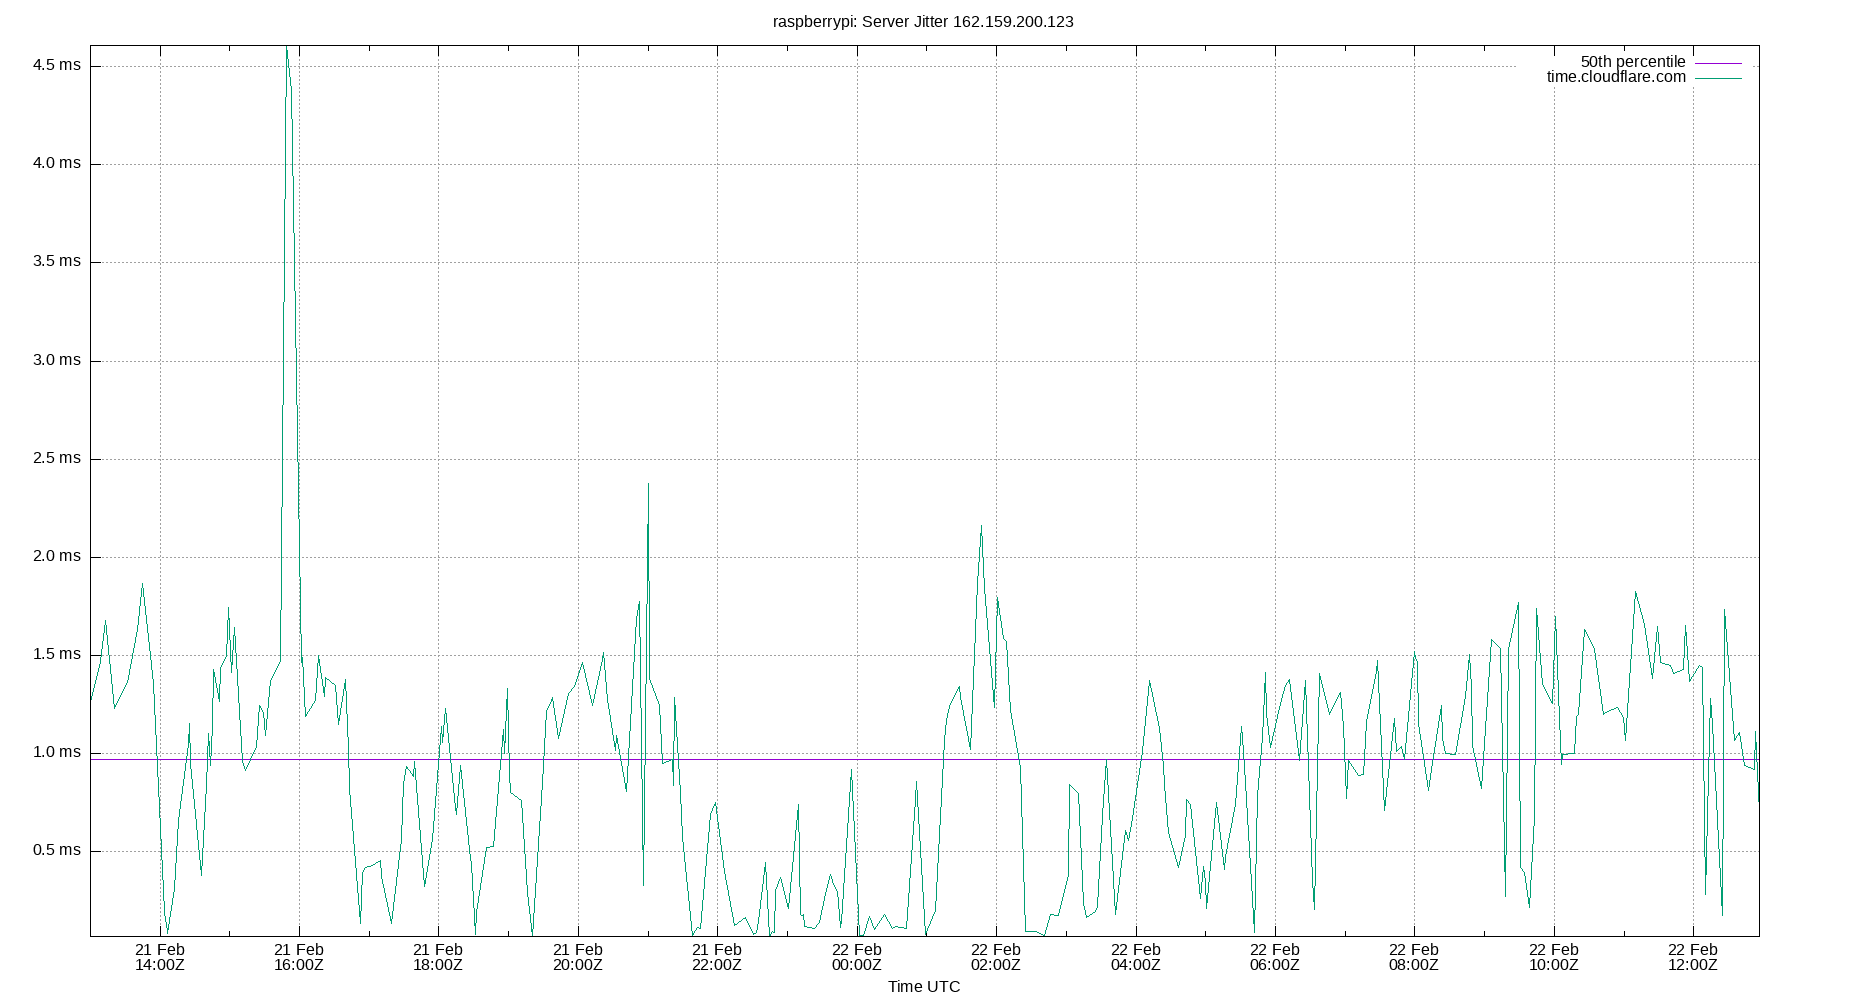 raspberrypi: Server Jitter 162.159.200.123
50th percentile
time.cloudflare.com
4.5 ms
4.0 ms
3.5 ms
3.0 ms
2.5 ms
2.0 ms
1.5 ms
1.0 ms
0.5 ms
21 Feb 21 Feb 21 Feb 21 Feb 21 Feb 22 Feb 22 Feb 22 Feb 22 Feb 22 Feb 22 Feb 22 Feb
14:00Z 16:00Z 18:00Z 20:00Z 22:00Z 00:00Z 02:00Z 04:00Z 06:00Z 08:00Z 10:00Z 12:00Z
Time UTC